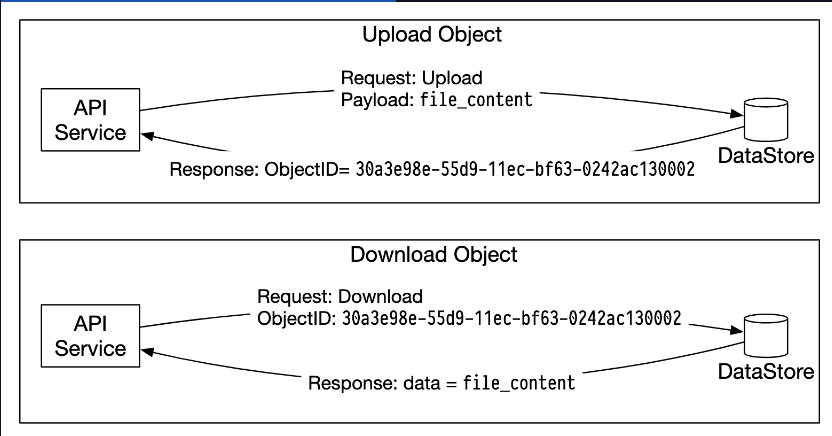 Upload Object
API
Service
Request: Upload
Payload: file_content
DataStore
Response: ObjectID= 30a3e98e-55d9-11ec-bf63-0242ac130002
Download Object
API
Service
Request: Download
ObjectID: 30a3e98e-55d9-11ec-bf63-0242ac130002
DataStore
Response: data = file_content